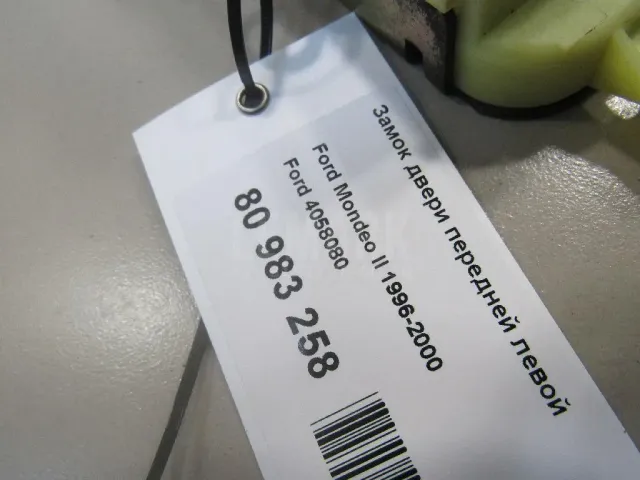 Замок двери передней левой
Ford Mondeo II 1996-2000
Ford 4058080
80 983 258